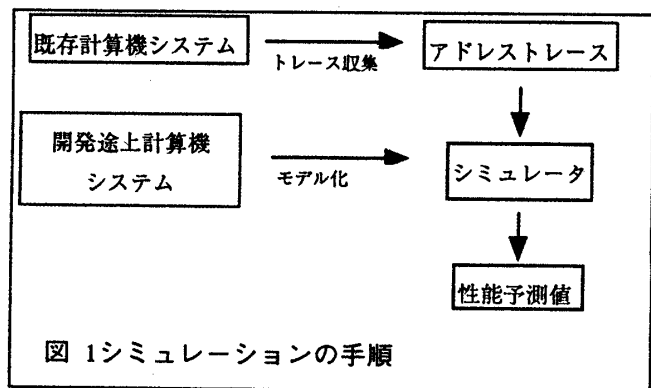 既存計算機システム
トレース収集
アドレストレース
開発途上計算機
システム
モデル化
シミュレータ
性能予測値
図 1シミュレーションの手順